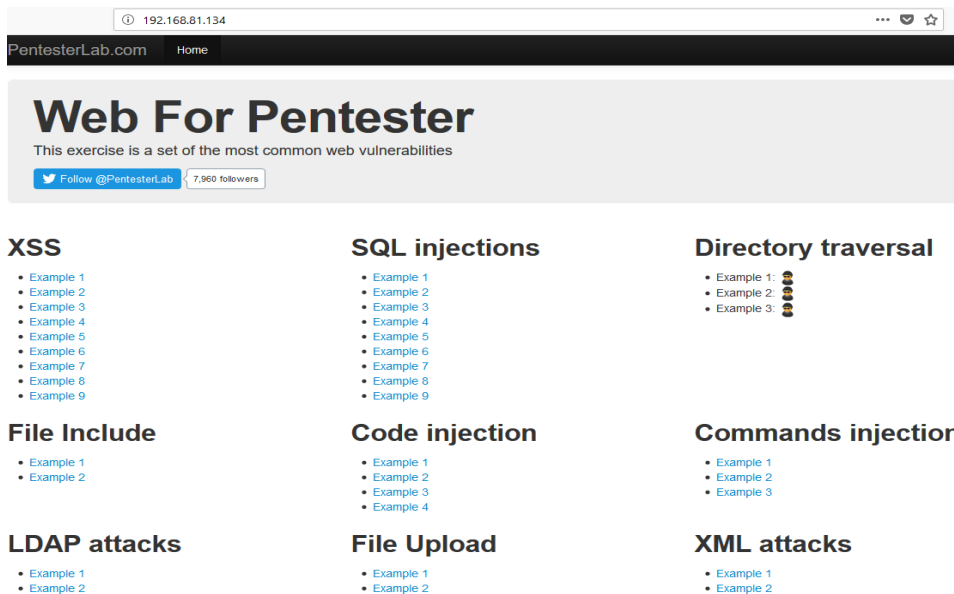 192.168.81.134
PentesterLab.com Home
Web For Pentester
This exercise is a set of the most common web vulnerabilities
Follow @PentesterLab 7,960 followers
XSS
Example 1
Example 2
Example 3
Example 4
Example 5
Example 6
Example 7
Example 8
Example 9
SQL injections
Example 1
Example 2
Example 3
Example 4
Example 5
Example 6
Example 7
Example 8
Example 9
Directory traversal
Example 1:
Example 2:
Example 3:
File Include
Example 1
Example 2
Code injection
Example 1
Example 2
Example 3
Example 4
Commands injection
Example 1
Example 2
Example 3
LDAP attacks
Example 1
Example 2
File Upload
Example 1
Example 2
XML attacks
Example 1
Example 2